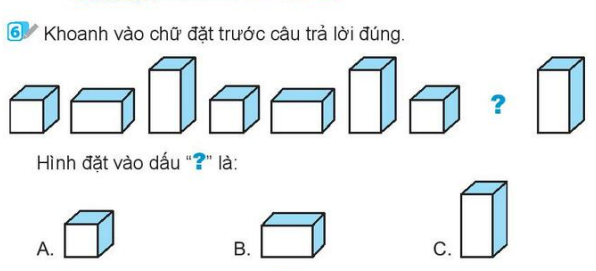 6 Khoanh vào chữ đặt trước câu trả lời đúng.
?
Hình đặt vào dấu “?” là:
A. B. C.